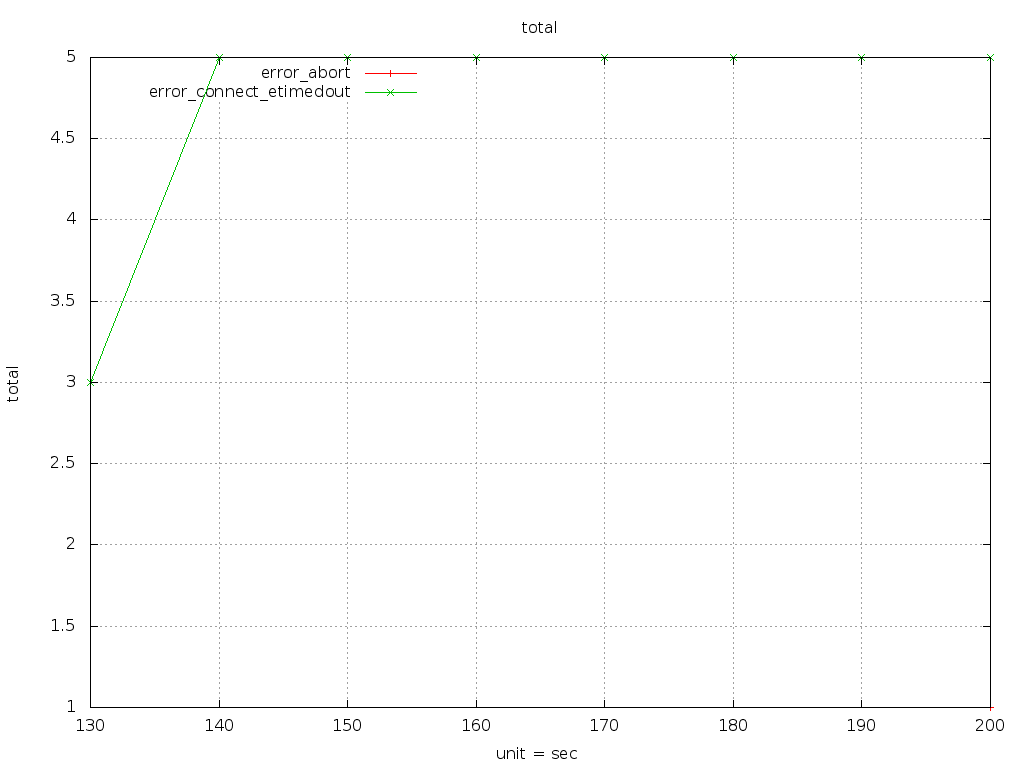 total
5
error_abort
error_connect_etimedout
4.5
4
3.5
total
3
2.5
2
1.5
1
130 140 150 160 170 180 190 200
unit = sec